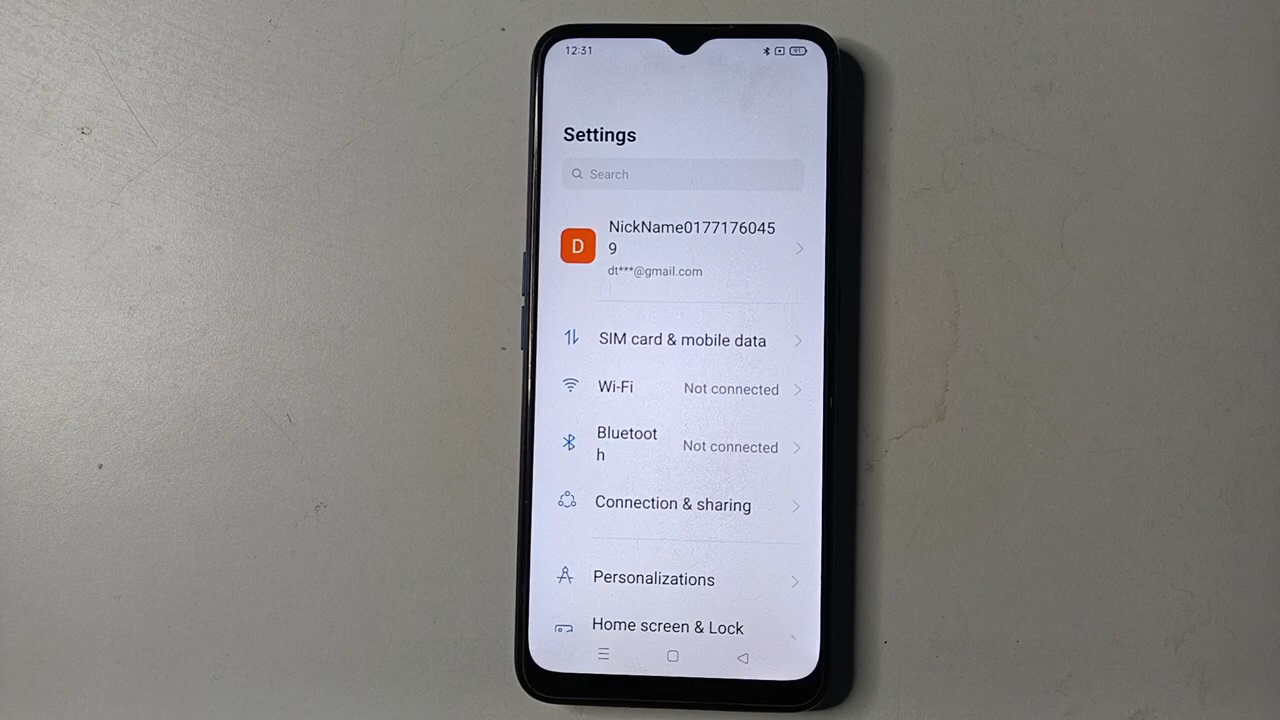 12:31
91
Settings
Search
D
NickName0177176045
9
dt***@gmail.com
SIM card & mobile data
Wi-Fi Not connected
Bluetoot
h
Not connected
Connection & sharing
Personalizations
Home screen & Lock